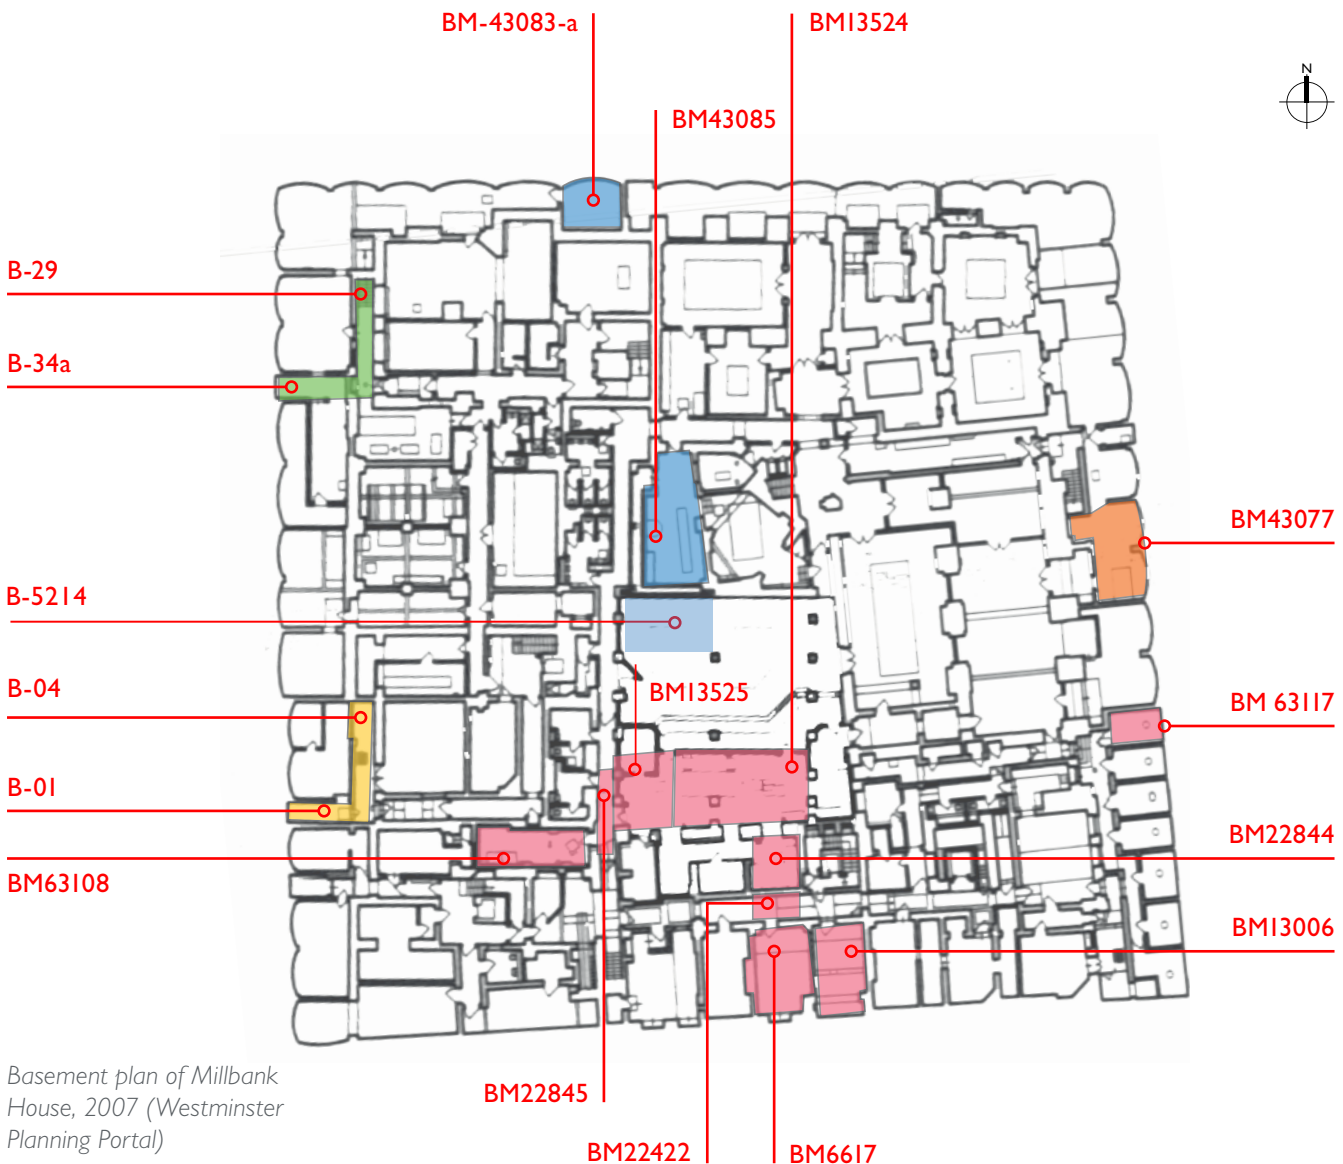 BM-43083-a
BM13524
N
BM43085
B-29
B-34a
BM43077
B-5214
B-04
BM13525
BM 63117
B-01
BM22844
BM63108
BM13006
Basement plan of Millbank
House, 2007 (Westminster
Planning Portal)
BM22845
BM22422
BM6617